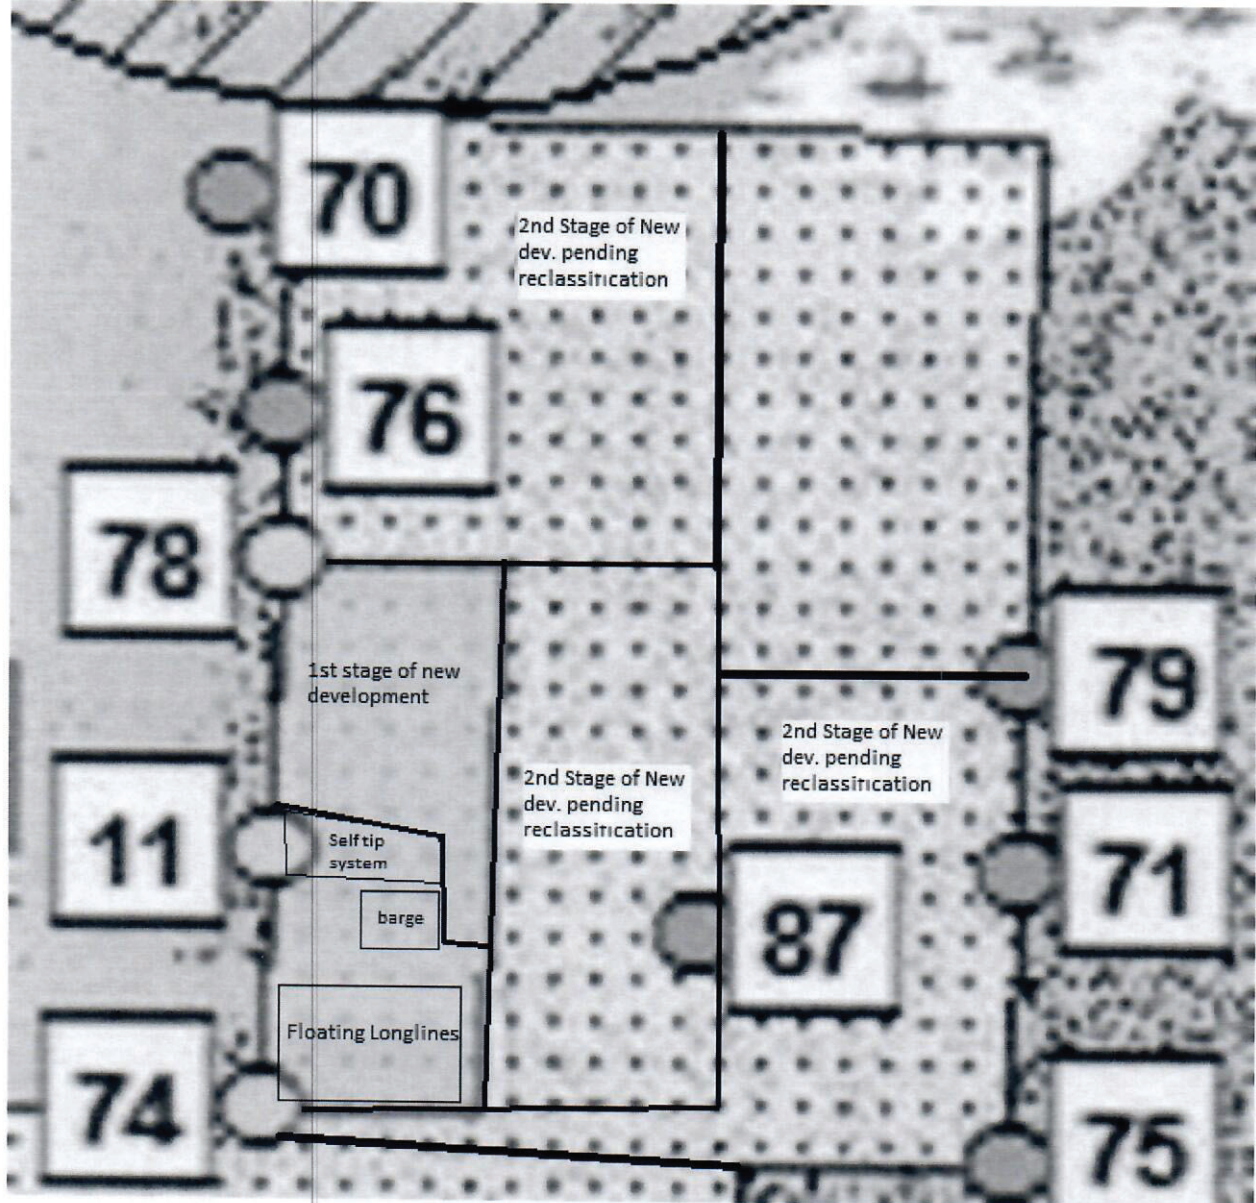 70
2nd Stage of New
dev. pending
reclassification
76
78
79
1st stage of new
development
2nd Stage of New
dev. pending
reclassification
2nd Stage of New
dev. pending
reclassification
11
Selftip
system
71
barge
87
Floating Longlines
74
75